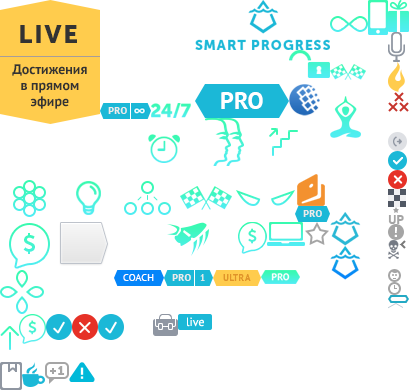 LIVE
Достижения
в прямом
эфире
SMART PROGRESS
PRO ∞
24/7
PRO
PRO
UP
$
$
COACH
PRO 1
ULTRA
PRO
$
live
+1